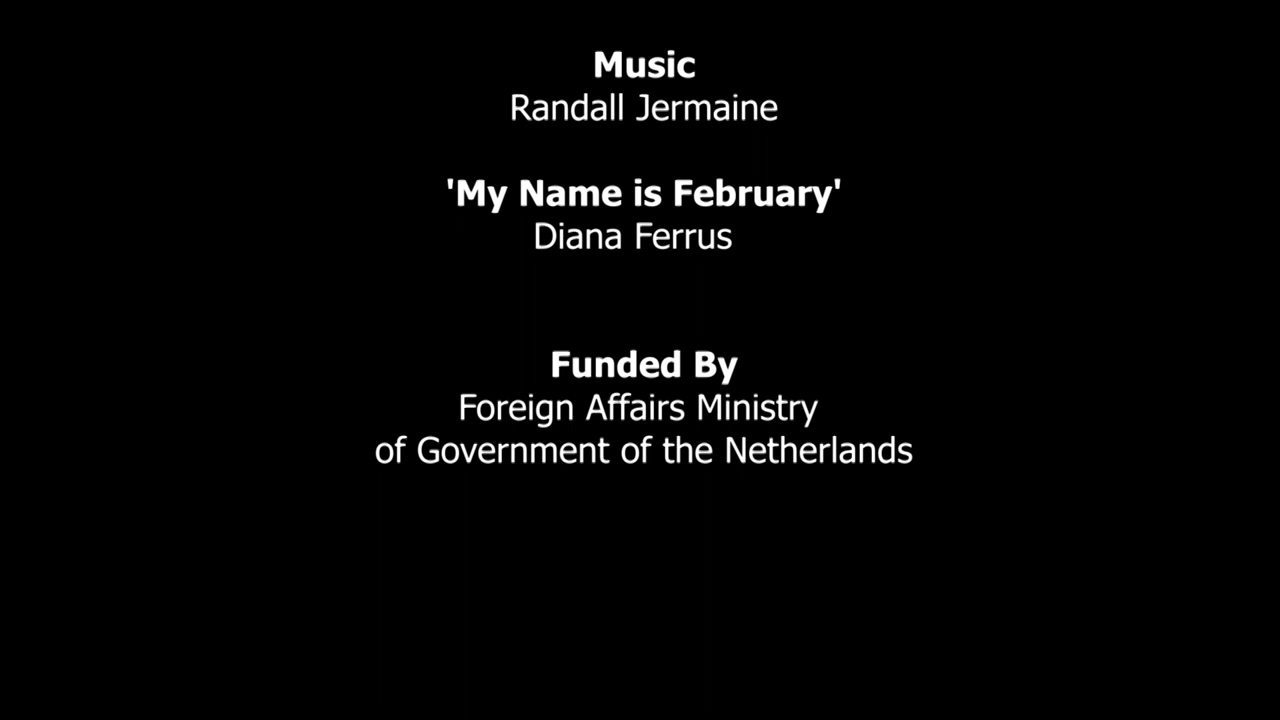 Music
Randall Jermaine
'My Name is February'
Diana Ferrus
Funded By
Foreign Affairs Ministry
of Government of the Netherlands